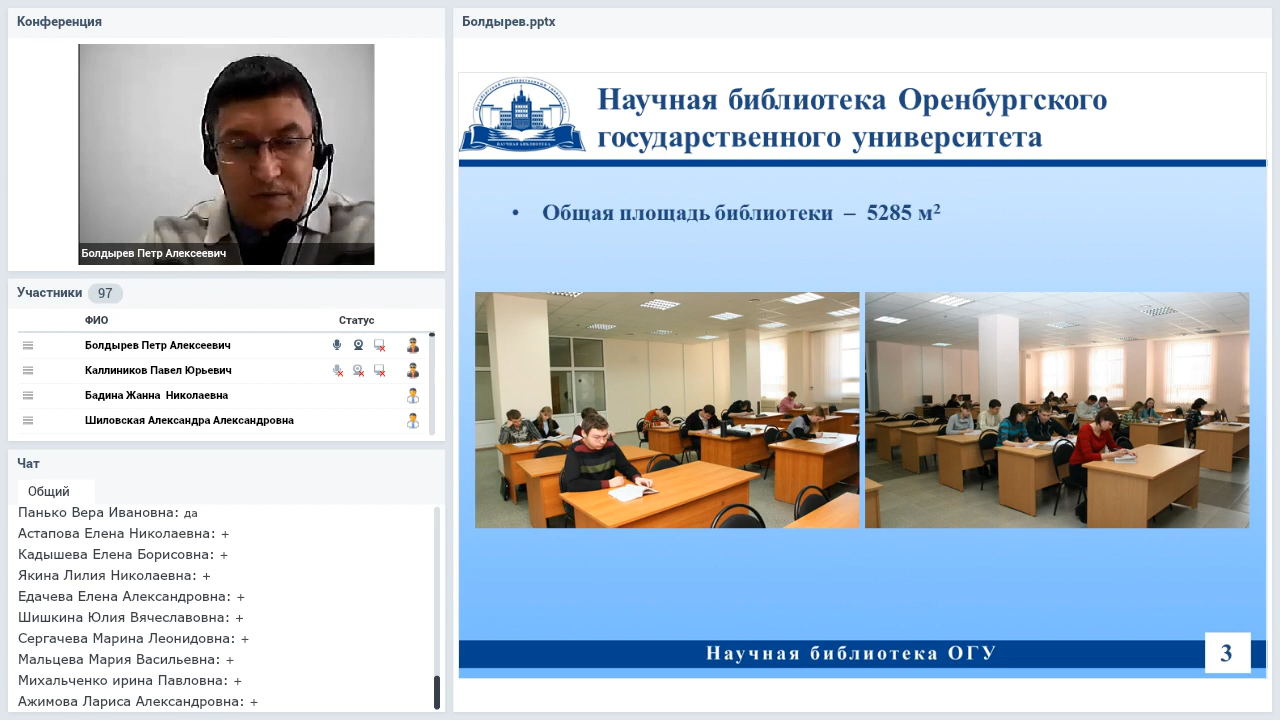 Конференция
Болдырев Петр Алексеевич
Участники 97
ФИО Статус
Болдырев Петр Алексеевич
Каллиников Павел Юрьевич
Бадина Жанна Николаевна
Шиловская Александра Александровна
Чат
Общий
Панько Вера Ивановна: да
Астапова Елена Николаевна: +
Кадышева Елена Борисовна: +
Якина Лилия Николаевна: +
Едачева Елена Александровна: +
Шишкина Юлия Вячеславовна: +
Сергачева Марина Леонидовна: +
Мальцева Мария Васильевна: +
Михальченко ирина Павловна: +
Ажимова Лариса Александровна: +
Болдырев.pptx
НАУЧНАЯ БИБЛИОТЕКА
Научная библиотека Оренбургского
государственного университета
• Общая площадь библиотеки – 5285 м²
Научная библиотека ОГУ
3